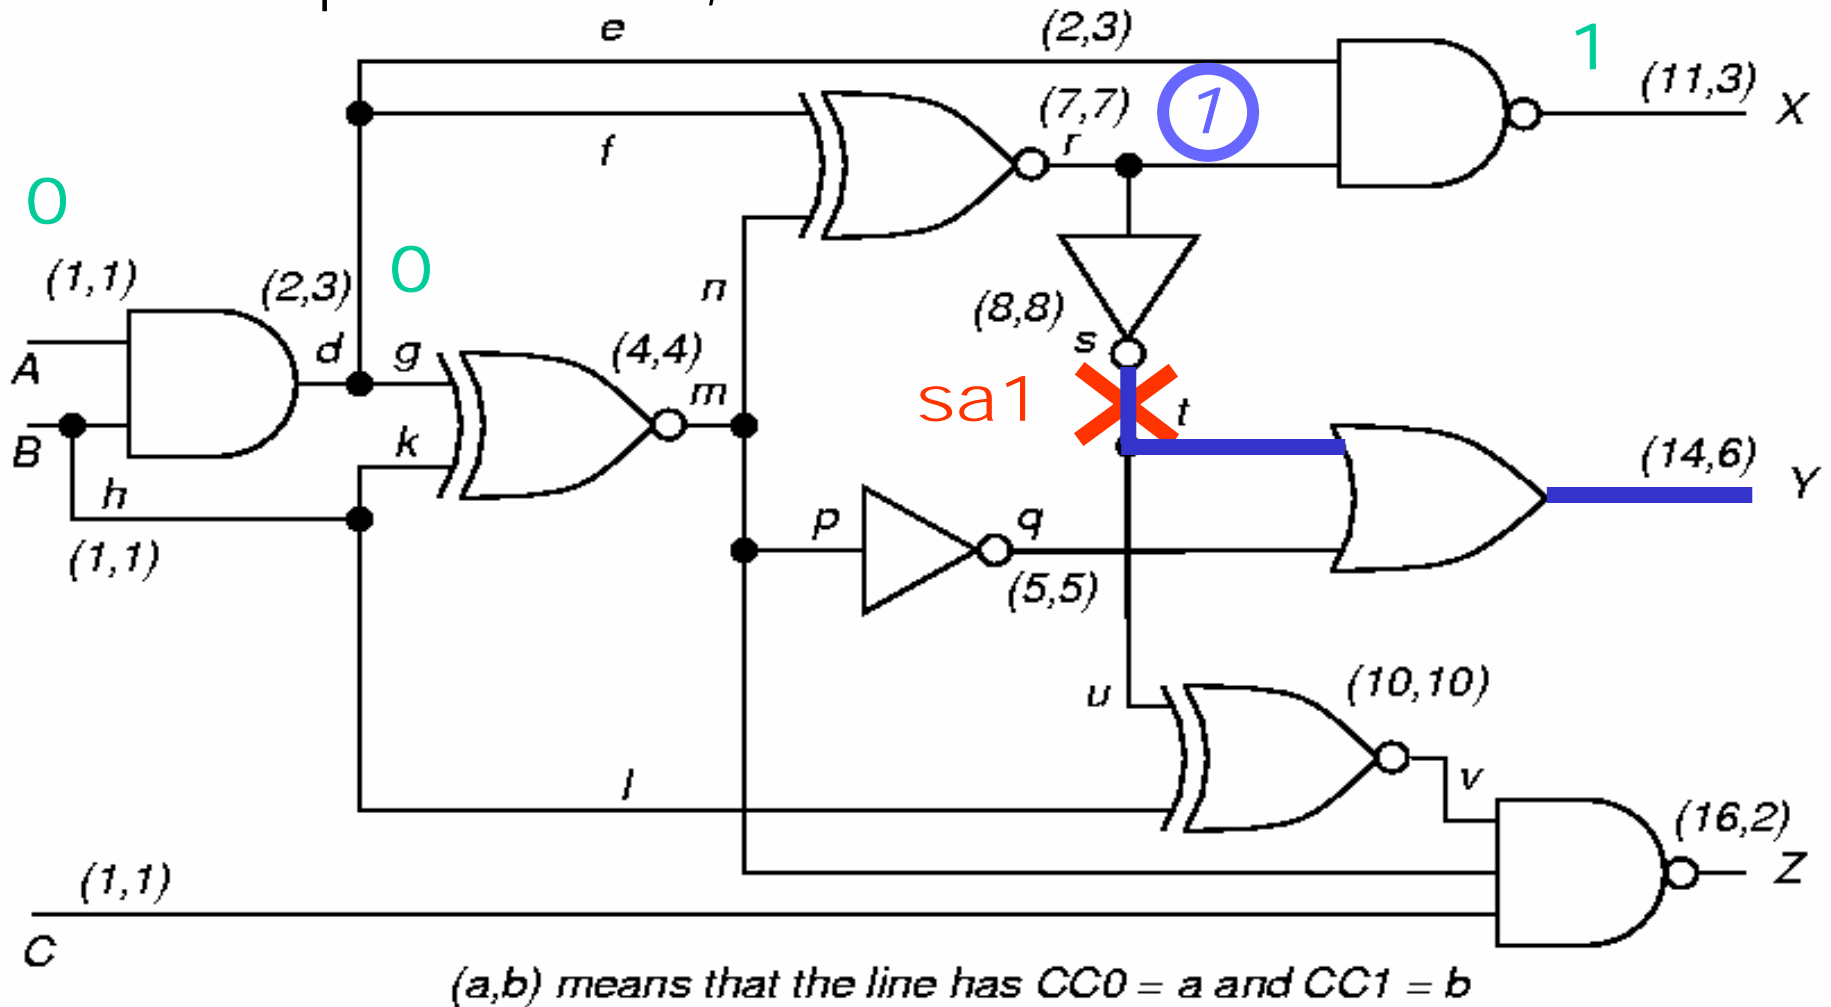 e
(2,3)
1
(11,3)
X
(7,7)
1
r
f
0
(1,1)
(2,3)
0
n
(8,8)
s
A
d
g
(4,4)
m
sa1
t
B
k
h
(1,1)
p
q
(5,5)
(14,6)
Y
u
(10,10)
l
v
(16,2)
Z
(1,1)
C
(a,b) means that the line has CC0 = a and CC1 = b